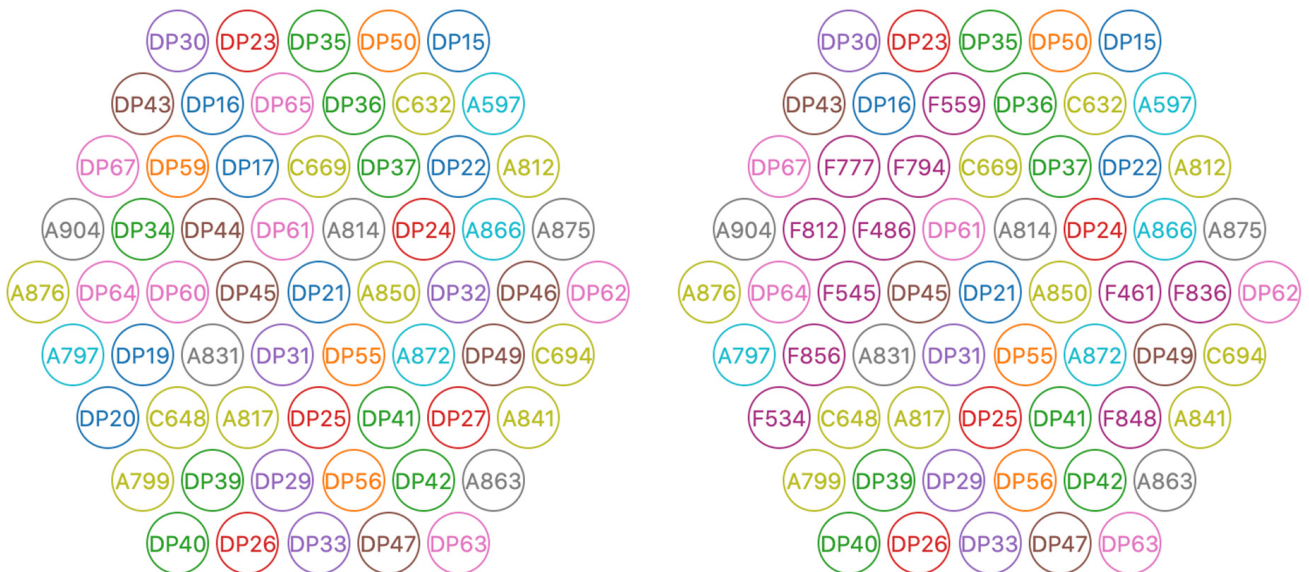 DP30 DP23 DP35 DP50 DP15 DP30 DP23 DP35 DP50 DP15
DP43 DP16 DP65 DP36 C632 A597 DP43 DP16 F559 DP36 C632 A597
DP67 DP59 DP17 C669 DP37 DP22 A812 DP67 F777 F794 C669 DP37 DP22 A812
A904 DP34 DP44 DP61 A814 DP24 A866 A875 A904 F812 F486 DP61 A814 DP24 A866 A875
A876 DP64 DP60 DP45 DP21 A850 DP32 DP46 DP62 A876 DP64 F545 DP45 DP21 A850 F461 F836 DP62
A797 DP19 A831 DP31 DP55 A872 DP49 C694 A797 F856 A831 DP31 DP55 A872 DP49 C694
DP20 C648 A817 DP25 DP41 DP27 A841 F534 C648 A817 DP25 DP41 F848 A841
A799 DP39 DP29 DP56 DP42 A863 A799 DP39 DP29 DP56 DP42 A863
DP40 DP26 DP33 DP47 DP63 DP40 DP26 DP33 DP47 DP63